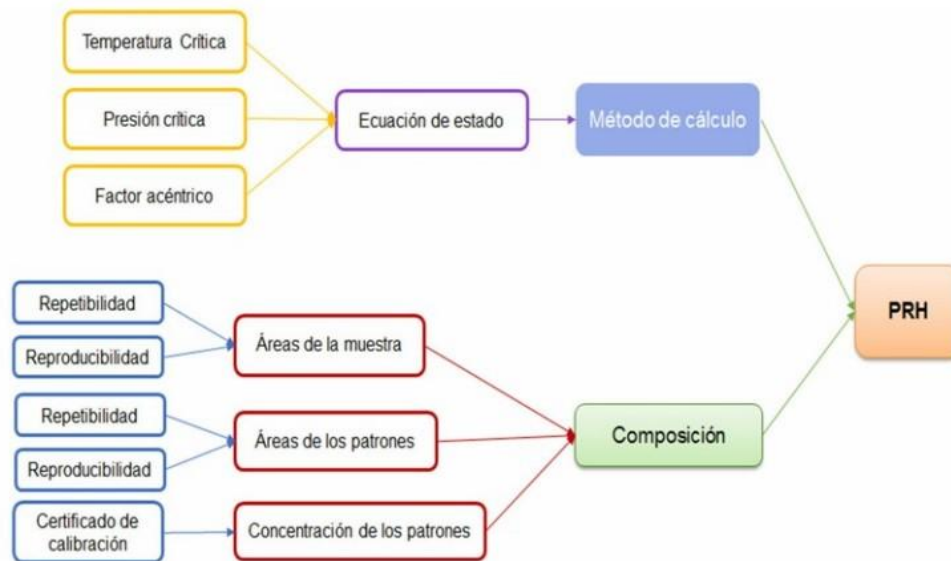 Temperatura Crítica
Presión crítica
Factor acéntrico
Ecuación de estado
Método de cálculo
PRH
Repetibilidad
Reproducibilidad
Áreas de la muestra
Repetibilidad
Reproducibilidad
Áreas de los patrones
Certificado de
calibración
Concentración de los patrones
Composición